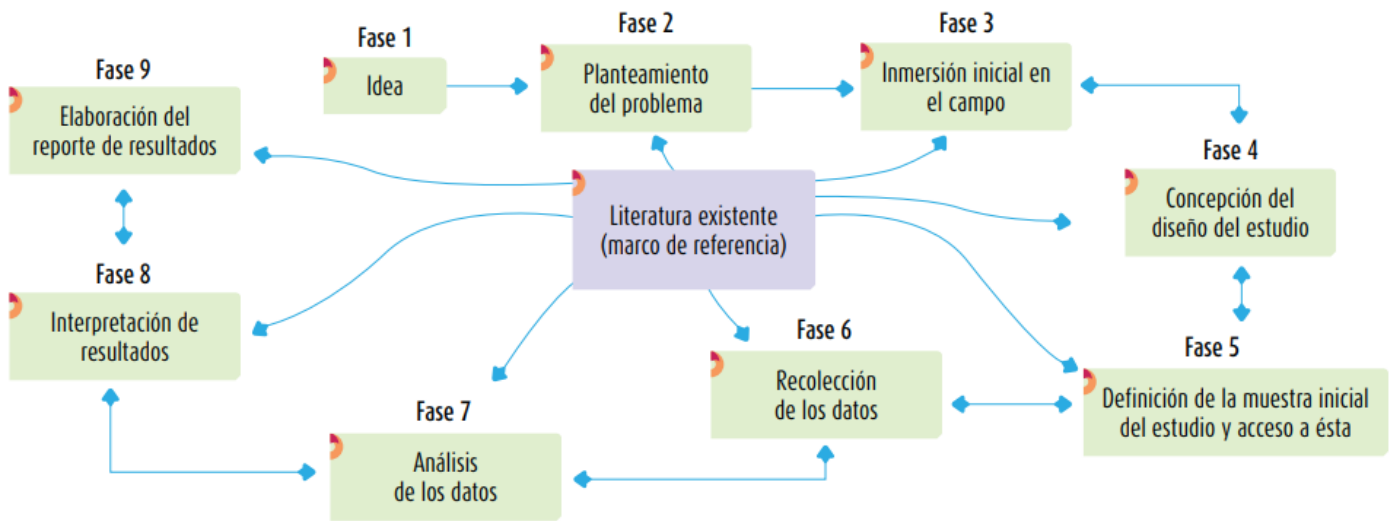 Fase 1
Idea
Fase 2
Planteamiento
del problema
Fase 3
Inmersión inicial en
el campo
Fase 4
Concepción del
diseño del estudio
Fase 5
Definición de la muestra inicial
del estudio y acceso a ésta
Fase 6
Recolección
de los datos
Fase 7
Análisis
de los datos
Fase 8
Interpretación de
resultados
Fase 9
Elaboración del
reporte de resultados
Literatura existente
(marco de referencia)